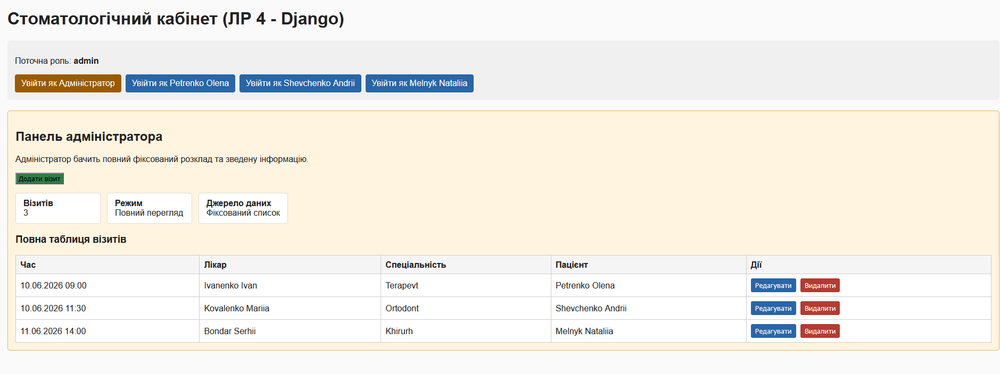 Стоматологічний кабінет (ЛР 4 - Django)
Поточна роль: admin
Увійти як Адміністратор Увійти як Petrenko Olena Увійти як Shevchenko Andrii Увійти як Melnyk Nataliia
Панель адміністратора
Адміністратор бачить повний фіксований розклад та зведену інформацію.
Додати візит
Візитів Режим Джерело даних
3 Повний перегляд Фіксований список
Повна таблиця візитів
Час Лікар Спеціальність Пацієнт Дії
10.06.2026 09:00 Ivanenko Ivan Terapevt Petrenko Olena Редагувати Видалити
10.06.2026 11:30 Kovalenko Mariia Ortodont Shevchenko Andrii Редагувати Видалити
11.06.2026 14:00 Bondar Serhii Khirurh Melnyk Nataliia Редагувати Видалити